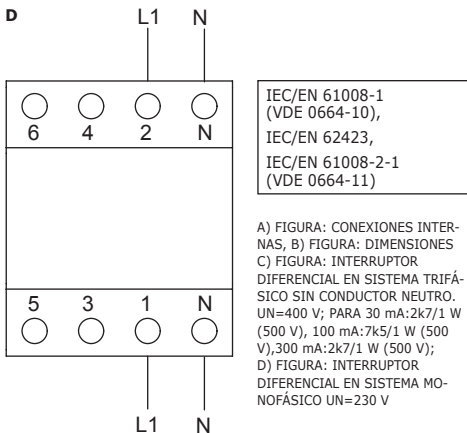 D
L1 N
6 4 2 N
5 3 1 N
L1 N
IEC/EN 61008-1
(VDE 0664-10),
IEC/EN 62423,
IEC/EN 61008-2-1
(VDE 0664-11)
A) FIGURA: CONEXIONES INTER-
NAS, B) FIGURA: DIMENSIONES
C) FIGURA: INTERRUPTOR
DIFERENCIAL EN SISTEMA TRIFÁ-
SICO SIN CONDUCTOR NEUTRO.
UN=400 V; PARA 30 mA:2k7/1 W
(500 V), 100 mA:7k5/1 W (500
V),300 mA:2k7/1 W (500 V);
D) FIGURA: INTERRUPTOR
DIFERENCIAL EN SISTEMA MO-
NOFÁSICO UN=230 V